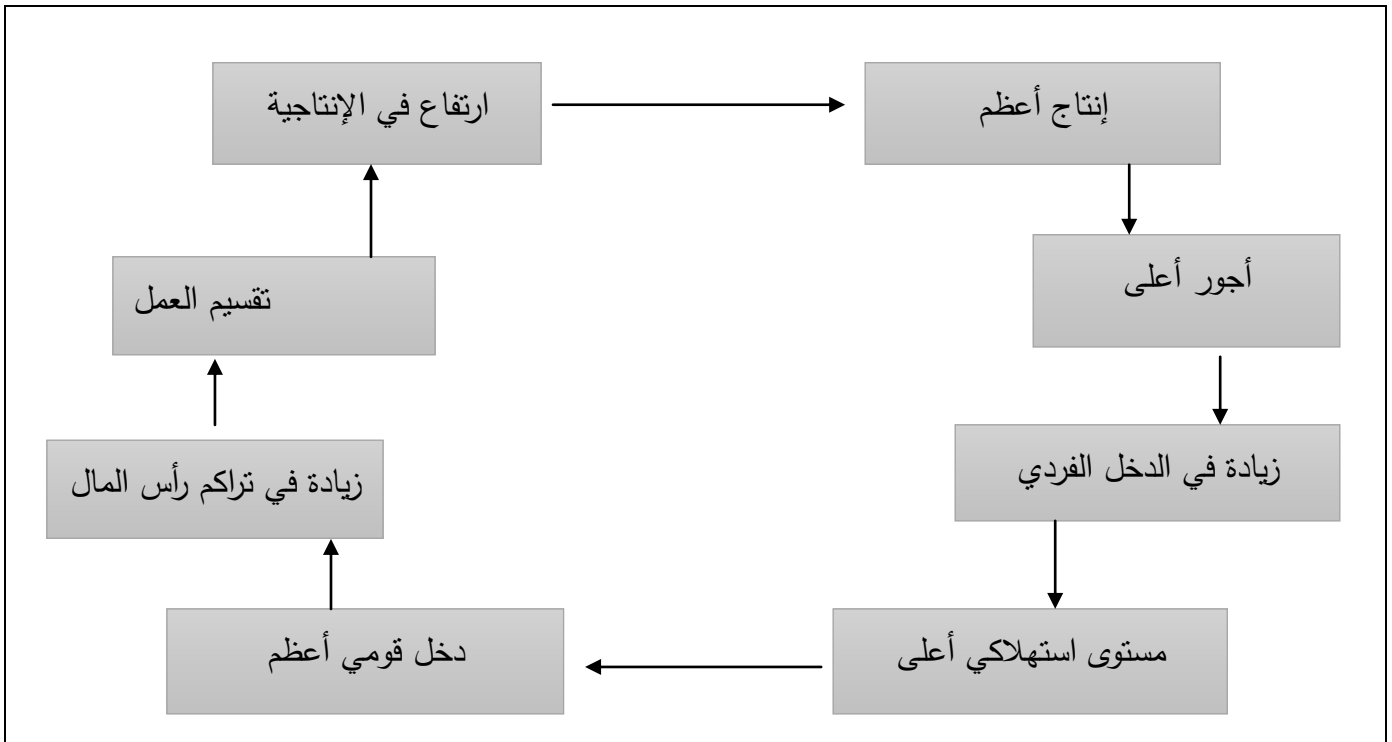 ارتفاع في الإنتاجية
إنتاج أعظم
أجور أعلى
زيادة في الدخل الفردي
مستوى استهلاكي أعلى
دخل قومي أعظم
زيادة في تراكم رأس المال
تقسيم العمل